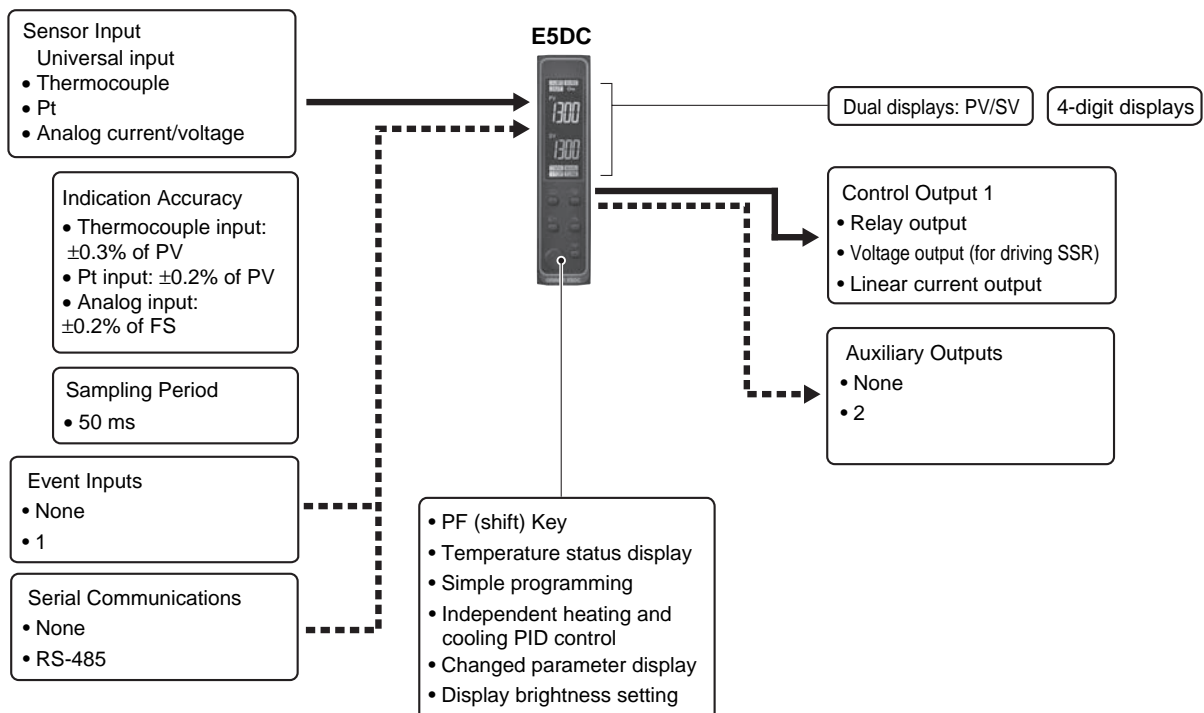 Sensor Input
Universal input
• Thermocouple
• Pt
• Analog current/voltage
Indication Accuracy
• Thermocouple input:
±0.3% of PV
• Pt input: ±0.2% of PV
• Analog input:
±0.2% of FS
Sampling Period
• 50 ms
Event Inputs
• None
• 1
Serial Communications
• None
• RS-485
E5DC
PV
1300
SV
1300
• PF (shift) Key
• Temperature status display
• Simple programming
• Independent heating and
cooling PID control
• Changed parameter display
• Display brightness setting
Dual displays: PV/SV
4-digit displays
Control Output 1
• Relay output
• Voltage output (for driving SSR)
• Linear current output
Auxiliary Outputs
• None
• 2